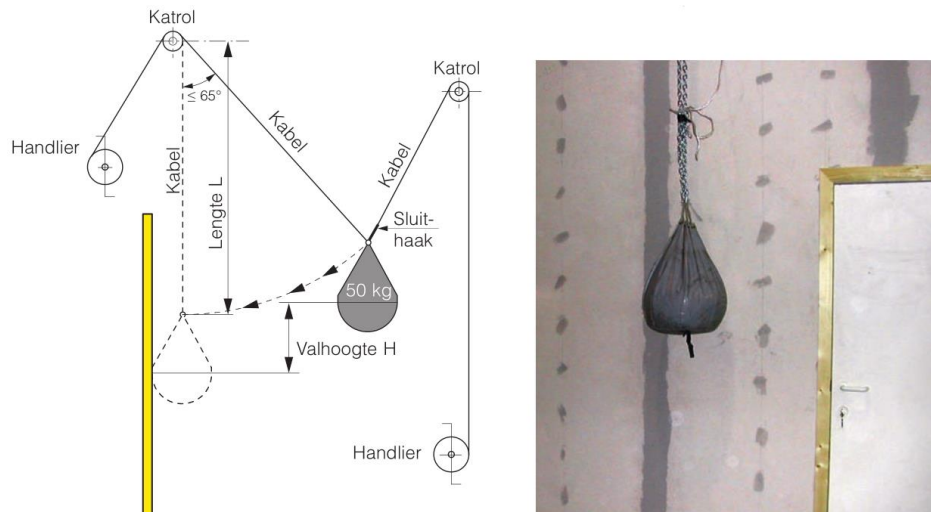 Katrol
Katrol
≤ 65°
Handlier
Kabel
Lengte L
Kabel
Kabel
Sluit-
haak
50 kg
Valhoogte H
Handlier